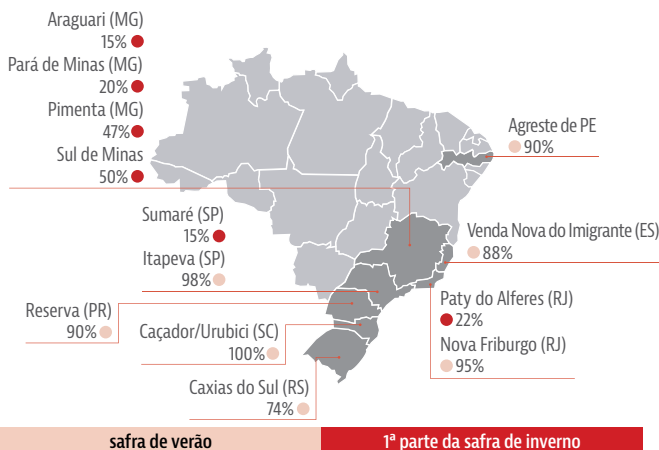 Araguari (MG)
15%
Pará de Minas (MG)
20%
Pimenta (MG)
47%
Sul de Minas
50%
Agreste de PE
90%
Sumaré (SP)
15%
Itapeva (SP)
98%
Venda Nova do Imigrante (ES)
88%
Reserva (PR)
90%
Caçador/Urubici (SC)
100%
Paty do Alferes (RJ)
22%
Nova Friburgo (RJ)
95%
Caxias do Sul (RS)
74%
safra de verão
1ª parte da safra de inverno